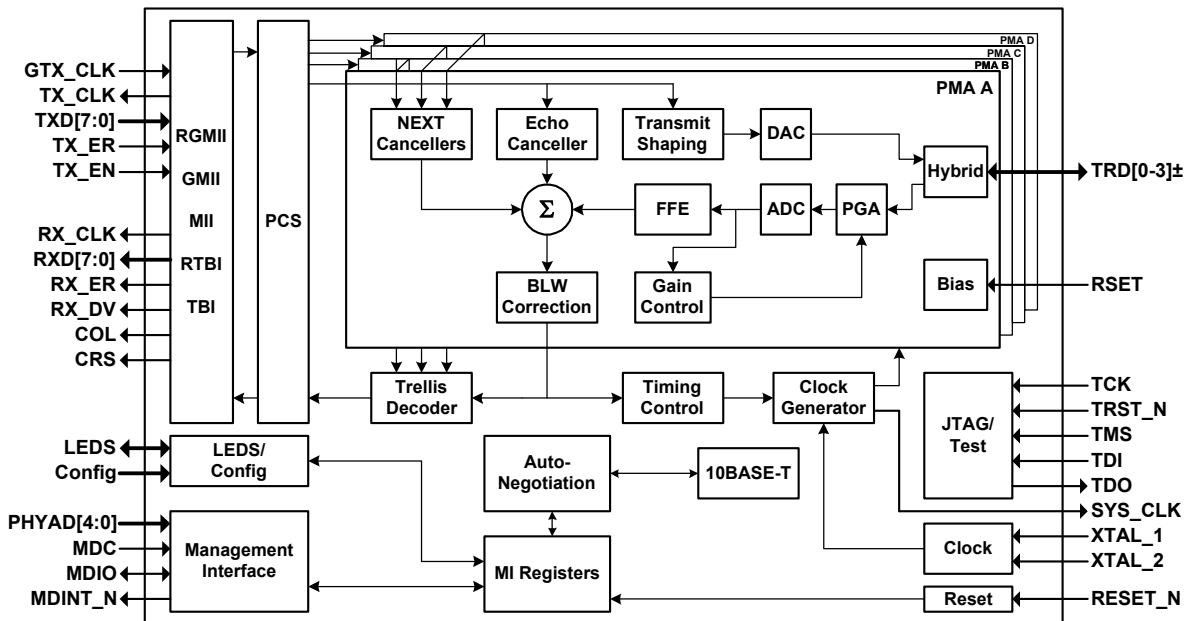 PMA D
PMA C
PMA B
PMA A
GTX_CLK
TX_CLK
TXD[7:0]
TX_ER
TX_EN
RX_CLK
RXD[7:0]
RX_ER
RX_DV
COL
CRS
RGMII
GMII
MII
RTBI
TBI
PCS
NEXT
Cancellers
Echo
Canceller
Transmit
Shaping
DAC
Hybrid
TRD[0-3]±
Σ
FFE
ADC
PGA
BLW
Correction
Gain
Control
Bias
RSET
Trellis
Decoder
Timing
Control
Clock
Generator
JTAG/
Test
TCK
TRST_N
TMS
TDI
TDO
SYS_CLK
LEDS
Config
LEDS/
Config
Auto-
Negotiation
10BASE-T
PHYAD[4:0]
MDC
MDIO
MDINT_N
Management
Interface
MI Registers
Clock
XTAL_1
XTAL_2
Reset
RESET_N